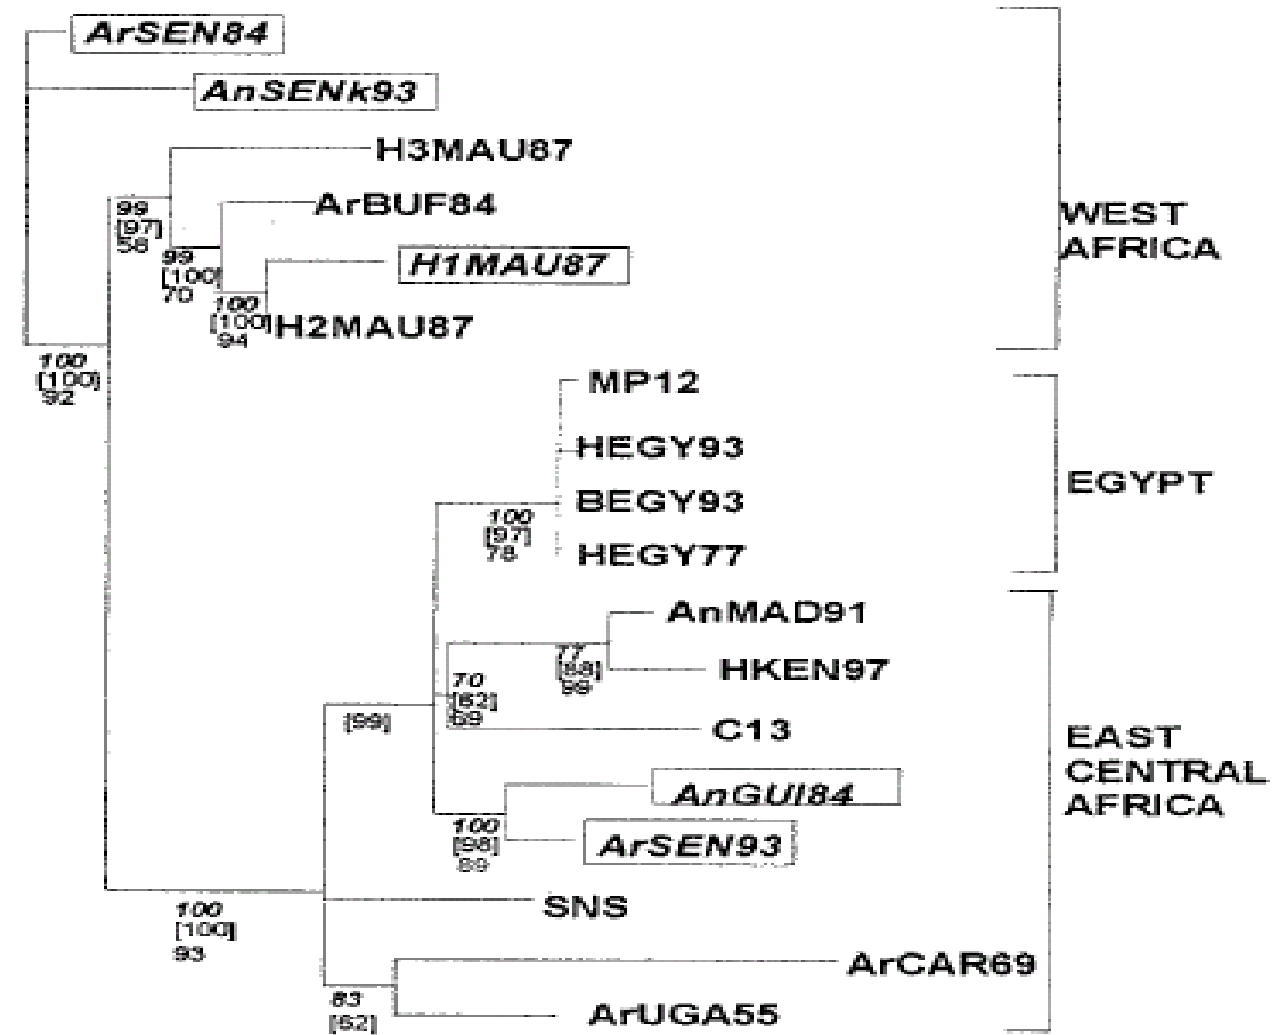 ArSEN84
AnSENk93
H3MAU87
99
[97]
58
ArBUF84
WEST
AFRICA
99
[100]
70
H1MAU87
100
[100]
94
H2MAU87
100
[100]
92
MP12
HEGY93
EGYPT
BEGY93
100
[97]
78
HEGY77
AnMAD91
77
[88]
99
HKEN97
70
[62]
69
[99]
C13
EAST
CENTRAL
AFRICA
AnGUI84
100
[98]
89
ArSEN93
SNS
100
[100]
93
ArCAR69
83
[62]
ArUGA55